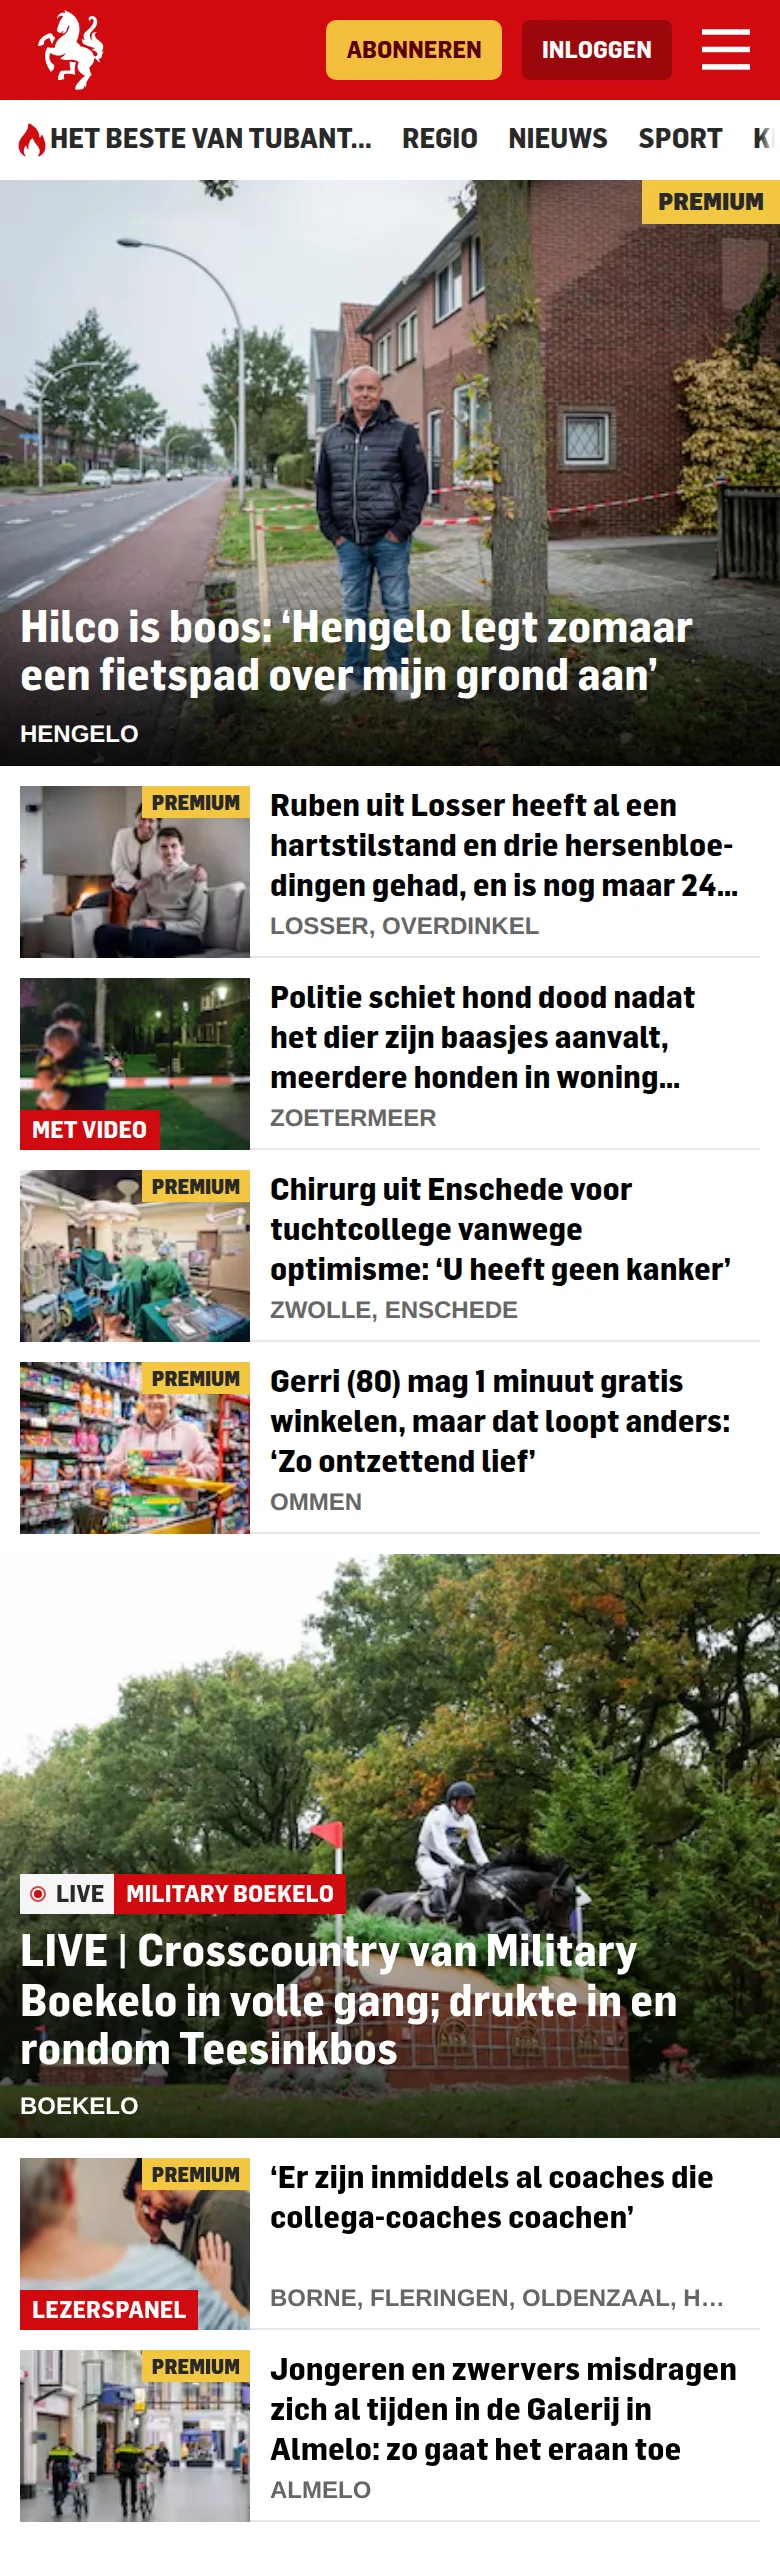 ABONNEREN
INLOGGEN
HET BESTE VAN TUBANT...
REGIO
NIEUWS
SPORT
PREMIUM
Hilco is boos: ‘Hengelo legt zomaar
een fietspad over mijn grond aan’
HENGELO
PREMIUM
Ruben uit Losser heeft al een
hartstilstand en drie hersenbloe-
dingen gehad, en is nog maar 24...
LOSSER, OVERDINKEL
Politie schiet hond dood nadat
het dier zijn baasjes aanvalt,
meerdere honden in woning...
MET VIDEO
ZOETERMEER
PREMIUM
Chirurg uit Enschede voor
tuchtcollege vanwege
optimisme: ‘U heeft geen kanker’
ZWOLLE, ENSCHEDE
PREMIUM
Gerri (80) mag 1 minuut gratis
winkelen, maar dat loopt anders:
‘Zo ontzettend lief’
OMMEN
LIVE
MILITARY BOEKELO
LIVE | Crosscountry van Military
Boekelo in volle gang; drukte in en
rondom Teesinkbos
BOEKELO
PREMIUM
‘Er zijn inmiddels al coaches die
collega-coaches coachen’
LEZERSPANEL
BORNE, FLERINGEN, OLDENZAAL, H...
PREMIUM
Jongeren en zwervers misdragen
zich al tijden in de Galerij in
Almelo: zo gaat het eraan toe
ALMELO